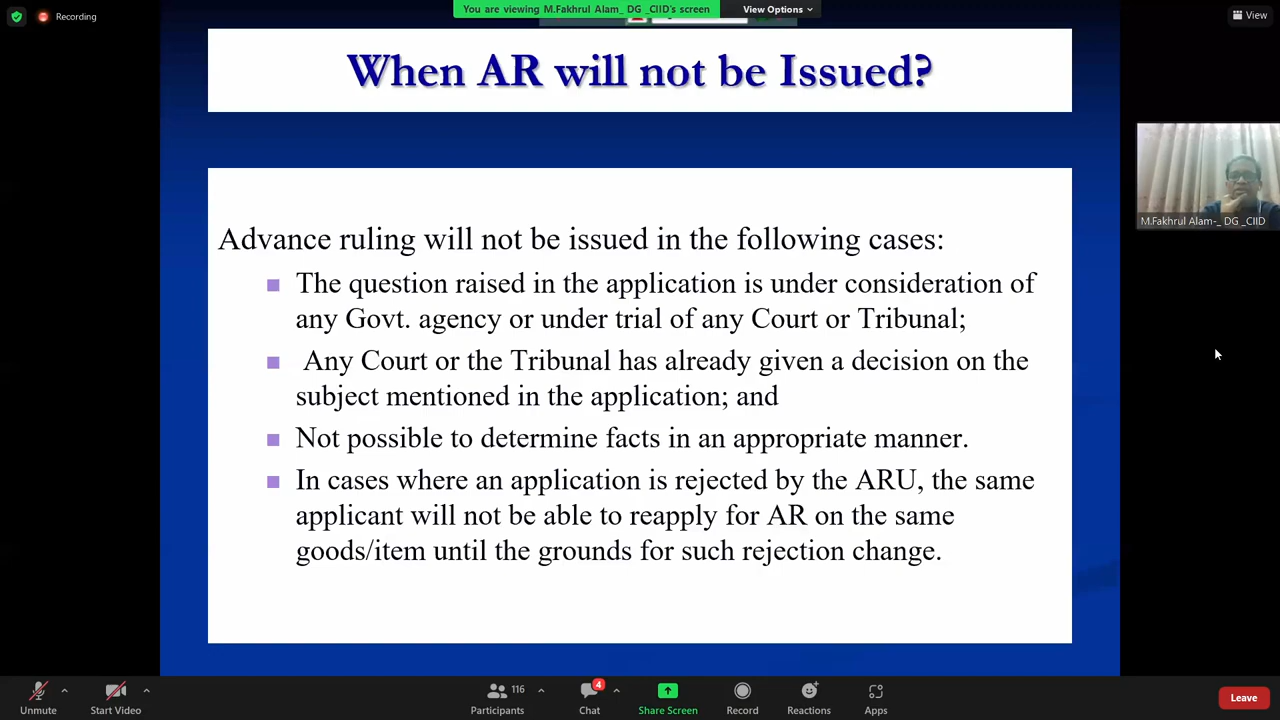 Recording
You are viewing M.Fakhrul Alam_ DG _CIID's screen
View Options
View
When AR will not be Issued?
M.Fakhrul Alam-_ DG _CIID
Advance ruling will not be issued in the following cases:
The question raised in the application is under consideration of
any Govt. agency or under trial of any Court or Tribunal;
Any Court or the Tribunal has already given a decision on the
subject mentioned in the application; and
Not possible to determine facts in an appropriate manner.
In cases where an application is rejected by the ARU, the same
applicant will not be able to reapply for AR on the same
goods/item until the grounds for such rejection change.
Unmute
Start Video
116
Participants
4
Chat
Share Screen
Record
Reactions
Apps
Leave